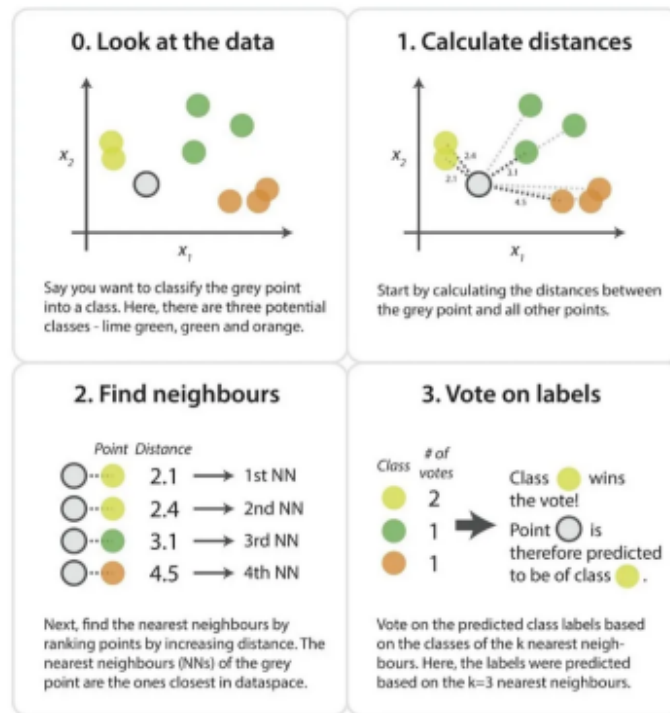 0. Look at the data
X2
X1
Say you want to classify the grey point
into a class. Here, there are three potential
classes - lime green, green and orange.
1. Calculate distances
X2
2.4
2.1
3.1
4.5
X1
Start by calculating the distances between
the grey point and all other points.
2. Find neighbours
Point Distance
2.1 1st NN
2.4 2nd NN
3.1 3rd NN
4.5 4th NN
Next, find the nearest neighbours by
ranking points by increasing distance. The
nearest neighbours (NNs) of the grey
point are the ones closest in dataspace.
3. Vote on labels
Class # of votes
2
1
1
Class wins
the vote!
Point is
therefore predicted
to be of class .
Vote on the predicted class labels based
on the classes of the k nearest neigh-
bours. Here, the labels were predicted
based on the k=3 nearest neighbours.